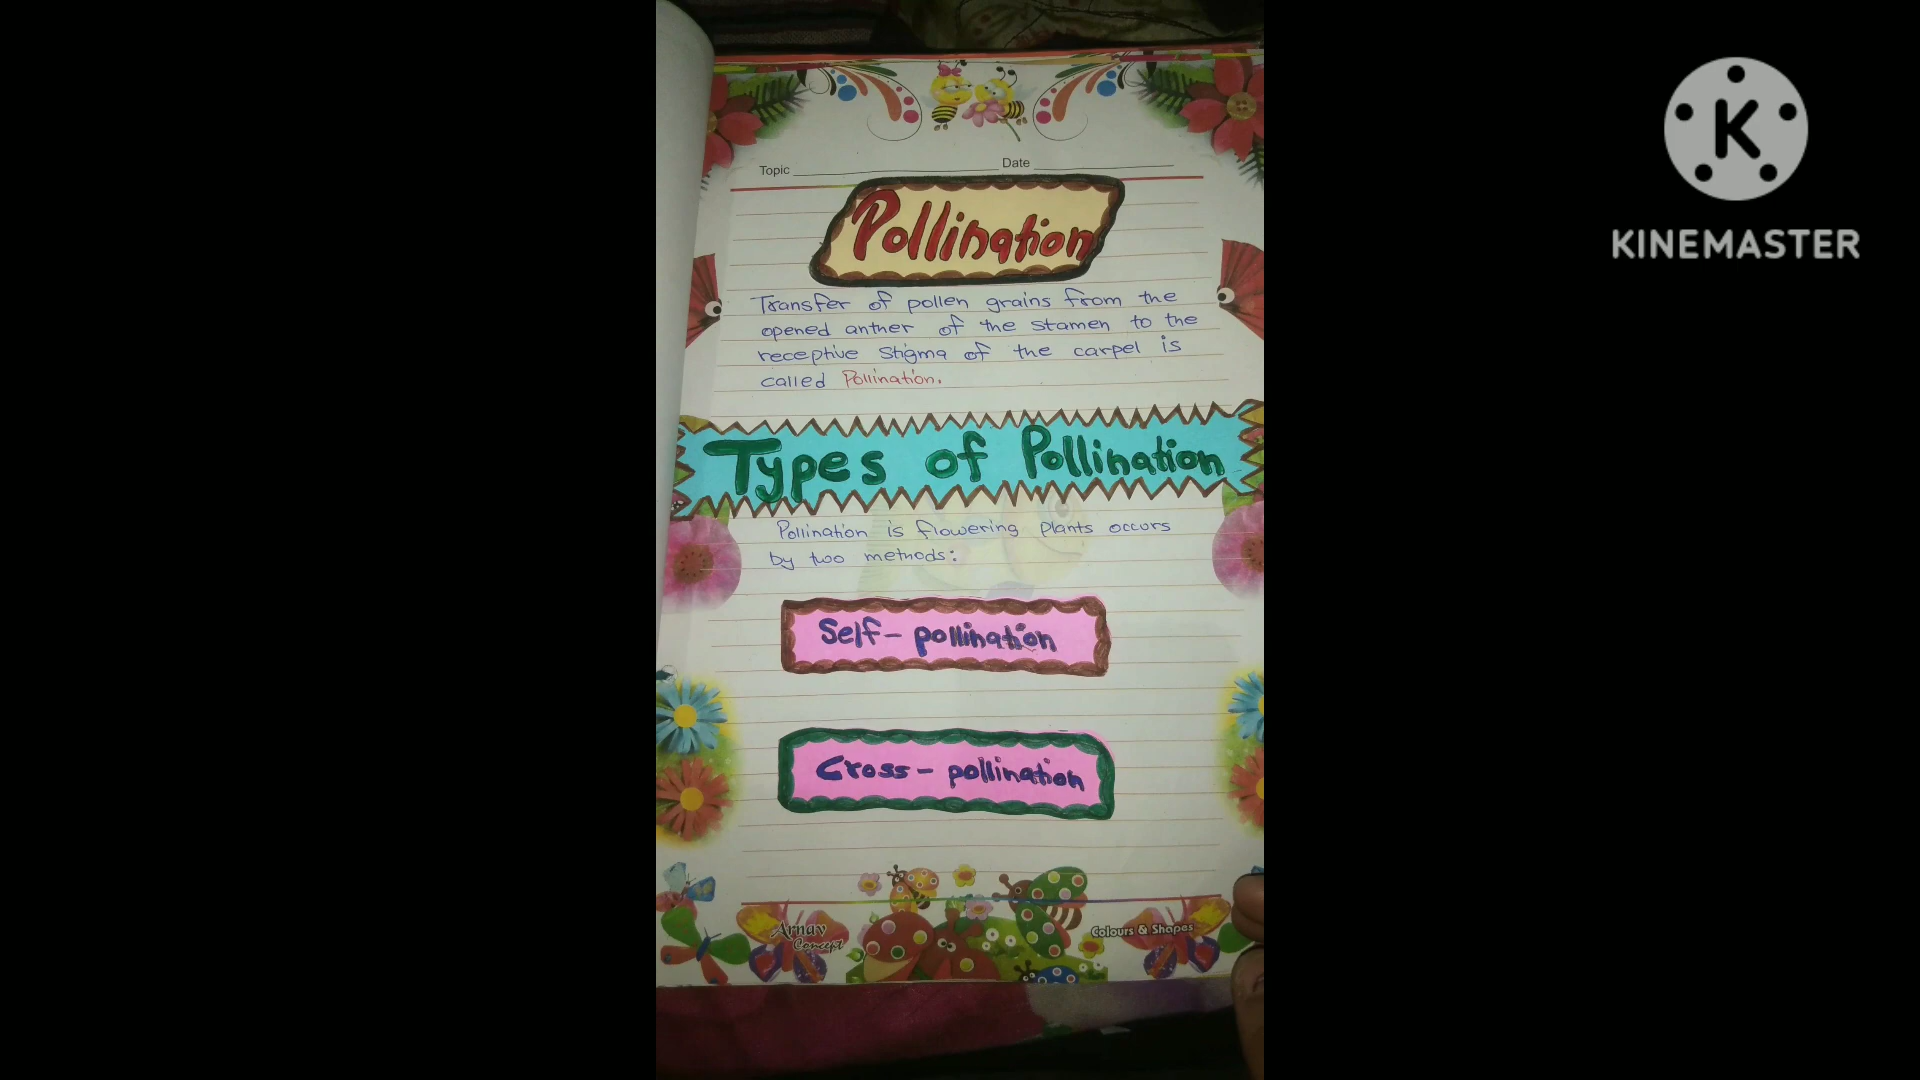 Topic Date
Pollination
Transfer of pollen grains from the
opened anther of the stamen to the
receptive stigma of the carpel is
called Pollination.
Types of Pollination
Pollination is flowering plants occurs
by two methods:
Self-pollination
Cross-pollination
Arnav
Concept
Colours & Shapes
K
KINEMASTER